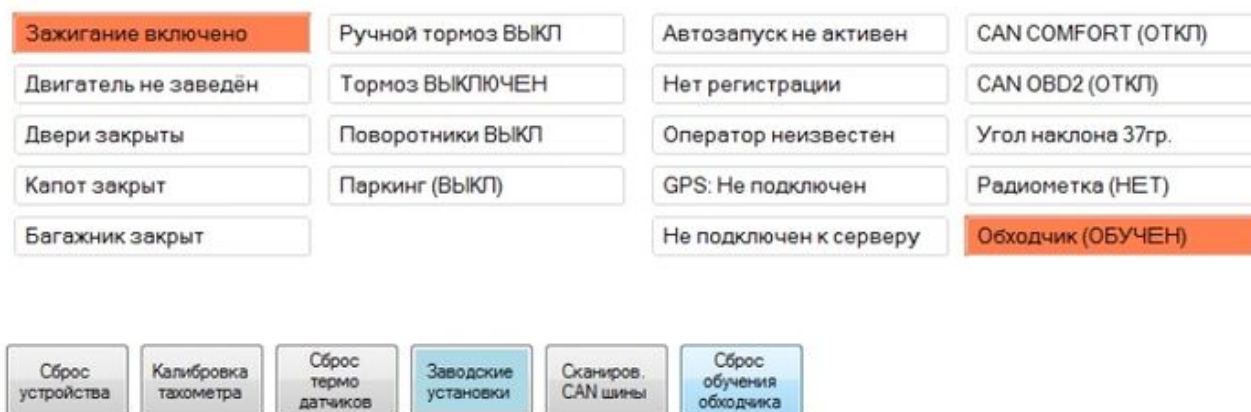 Зажигание включено Ручной тормоз ВЫКЛ Автозапуск не активен CAN COMFORT (ОТКЛ)
Двигатель не заведён Тормоз ВЫКЛЮЧЕН Нет регистрации CAN OBD2 (ОТКЛ)
Двери закрыты Поворотники ВЫКЛ Оператор неизвестен Угол наклона 37гр.
Капот закрыт Паркинг (ВЫКЛ) GPS: Не подключен Радиометка (НЕТ)
Багажник закрыт Не подключен к серверу Обходчик (ОБУЧЕН)
Сброс
устройства
Калибровка
тахометра
Сброс
термо
датчиков
Заводские
установки
Сканиров.
CAN шины
Сброс
обучения
обходчика